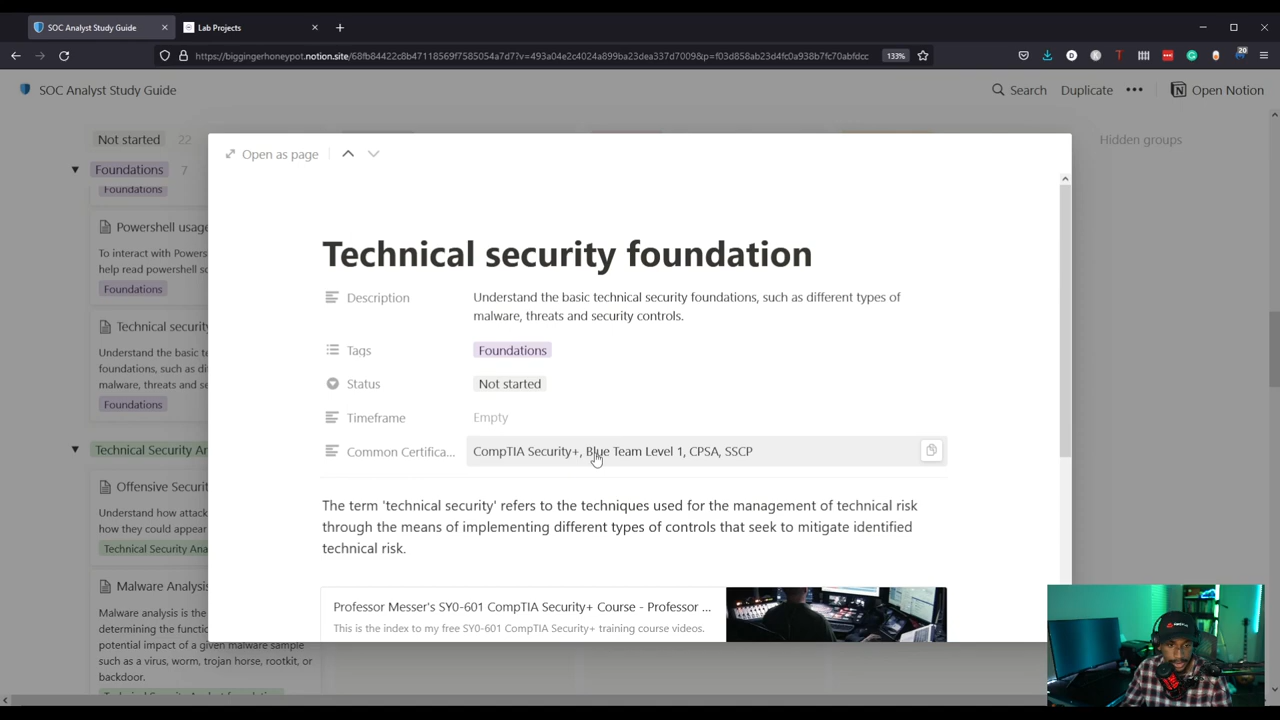 SOC Analyst Study Guide
Lab Projects
https://biggingerhoneypot.notion.site/68fb84422c8b47118569f7585054a7d7?v=493a04e2c4024a899ba23dea337d7009&p=f03d858ab23d4fc0a938b7fc70abfdcc
133%
20
SOC Analyst Study Guide
Search
Duplicate
Open Notion
Not started 22
Hidden groups
Foundations 7
Foundations
Powershell usage
To interact with Powers
help read powershell sc
Foundations
Technical security
Understand the basic te
foundations, such as dif
malware, threats and se
Foundations
Technical Security An
Offensive Securit
Understand how attack
how they could appear
Technical Security Ana
Malware Analysis
Malware analysis is the
determining the functio
potential impact of a given malware sample
such as a virus, worm, trojan horse, rootkit, or
backdoor.
Open as page
Technical security foundation
Description
Understand the basic technical security foundations, such as different types of
malware, threats and security controls.
Tags
Foundations
Status
Not started
Timeframe
Empty
Common Certifica...
CompTIA Security+, Blue Team Level 1, CPSA, SSCP
The term 'technical security' refers to the techniques used for the management of technical risk
through the means of implementing different types of controls that seek to mitigate identified
technical risk.
Professor Messer's SY0-601 CompTIA Security+ Course - Professor ...
This is the index to my free SY0-601 CompTIA Security+ training course videos.